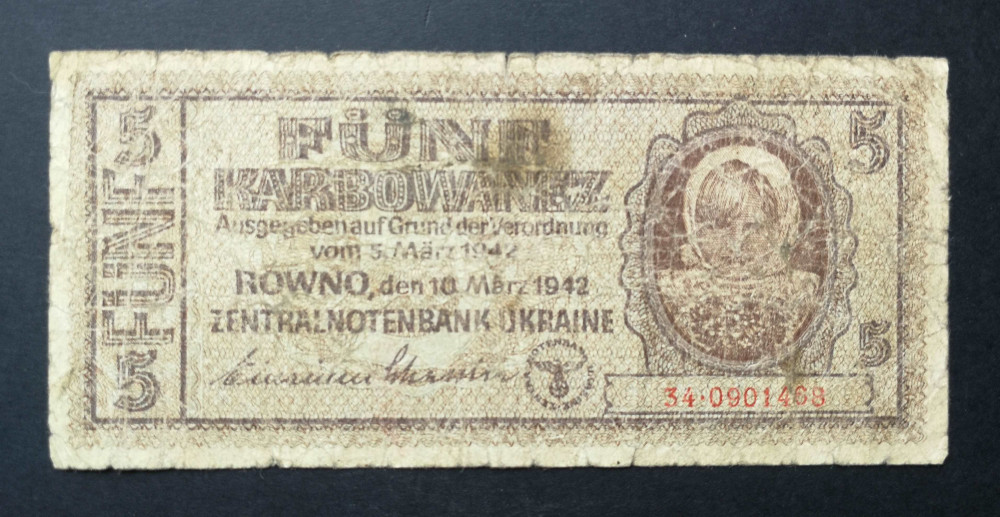 5
FÜNF
5
FÜNF
KARBOWANEZ
Ausgegeben auf Grund der Verordnung
vom 5. März 1942
ROWNO, den 10. März 1942
ZENTRALNOTENBANK UKRAINE
5
5
34·0901468